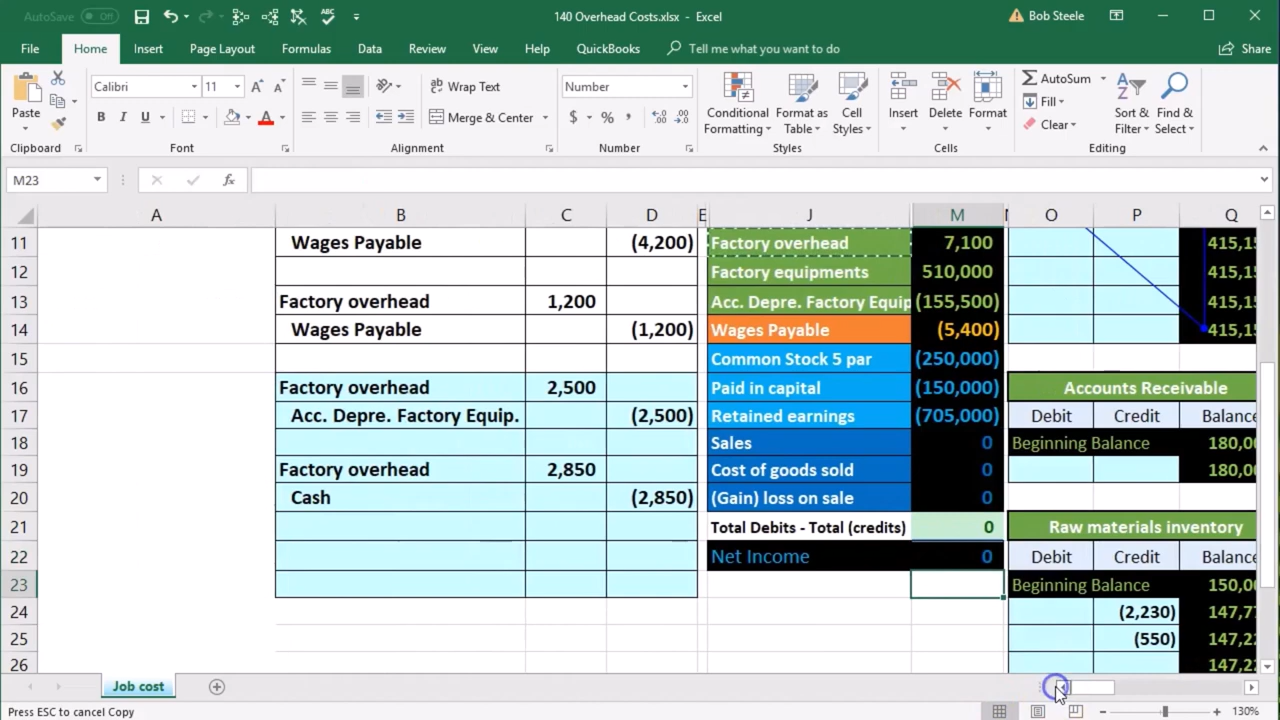 AutoSave Off 140 Overhead Costs.xlsx - Excel Bob Steele
File Home Insert Page Layout Formulas Data Review View Help QuickBooks Tell me what you want to do Share
Calibri 11 Wrap Text Number AutoSum
Paste Merge & Center $ % Conditional Formatting Format as Table Cell Styles Insert Delete Format Fill Clear Sort & Filter Find & Select
Clipboard Font Alignment Number Styles Cells Editing
M23 fx
A B C D E J M O P Q
11 Wages Payable (4,200) Factory overhead 7,100
12 Factory equipments 510,000
13 Factory overhead 1,200 Acc. Depre. Factory Equip (155,500)
14 Wages Payable (1,200) Wages Payable (5,400)
15 Common Stock 5 par (250,000)
16 Factory overhead 2,500 Paid in capital (150,000) Accounts Receivable
17 Acc. Depre. Factory Equip. (2,500) Retained earnings (705,000) Debit Credit Balance
18 Sales 0 Beginning Balance
19 Factory overhead 2,850 Cost of goods sold 0
20 Cash (2,850) (Gain) loss on sale 0
21 Total Debits - Total (credits) 0 Raw materials inventory
22 Net Income 0 Debit Credit Balance
23 Beginning Balance
24 (2,230)
25 (550)
26
Job cost
Press ESC to cancel Copy 130%